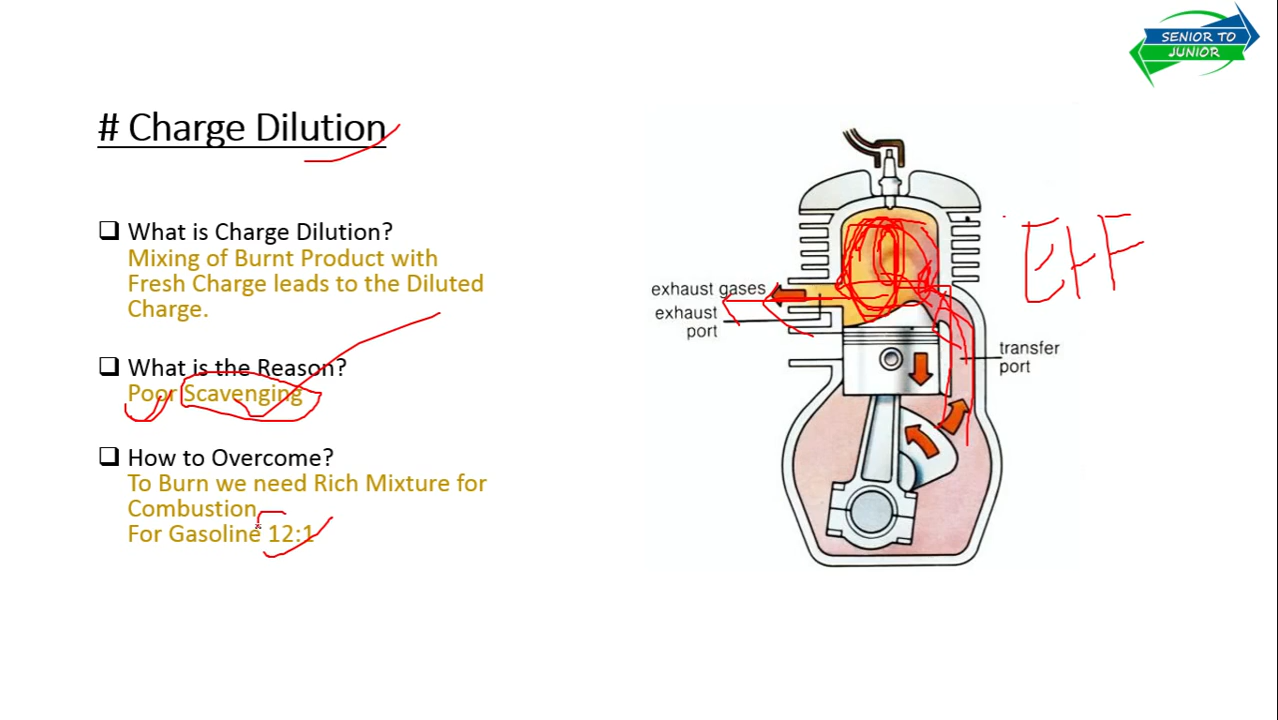 SENIOR TO
JUNIOR
# Charge Dilution
What is Charge Dilution?
Mixing of Burnt Product with
Fresh Charge leads to the Diluted
Charge.
What is the Reason?
Poor Scavenging
How to Overcome?
To Burn we need Rich Mixture for
Combustion
For Gasoline 12:1
exhaust gases
exhaust
port
transfer
port
EFF